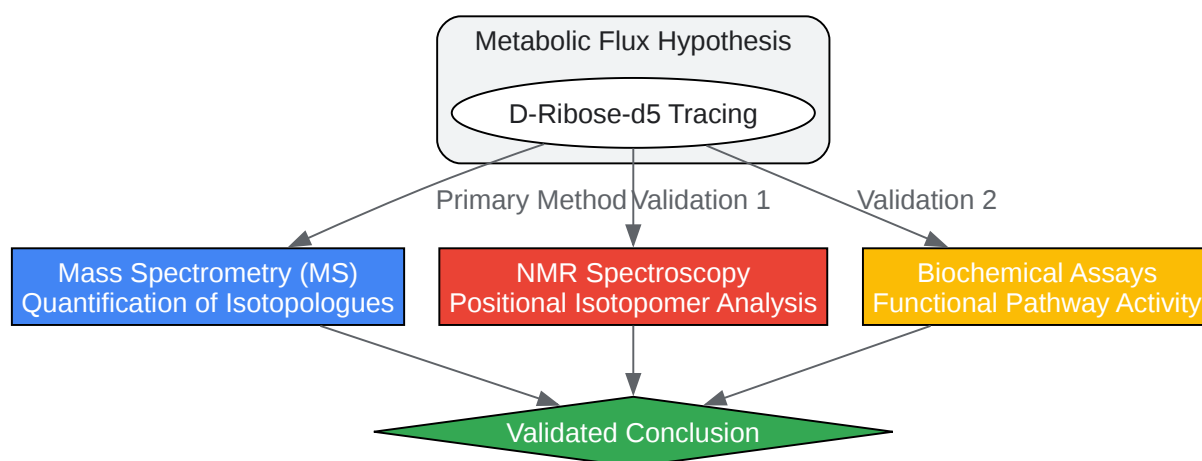 Metabolic Flux Hypothesis
D-Ribose-d5 Tracing
Primary Method
Validation 1
Validation 2
Mass Spectrometry (MS)
Quantification of Isotopologues
NMR Spectroscopy
Positional Isotopomer Analysis
Biochemical Assays
Functional Pathway Activity
Validated Conclusion